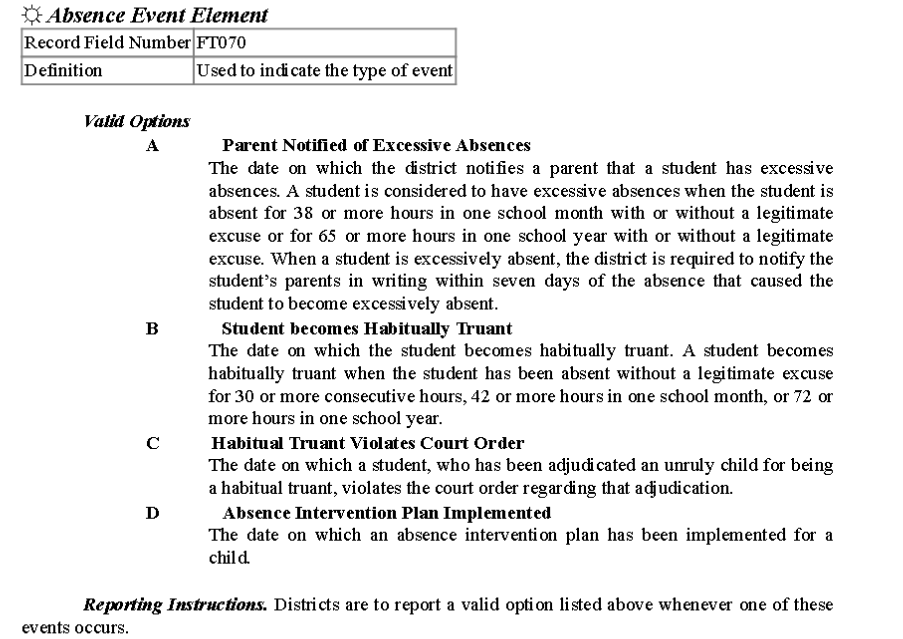 Absence Event Element
Record Field Number FT070
Definition Used to indicate the type of event
Valid Options
A Parent Notified of Excessive Absences
The date on which the district notifies a parent that a student has excessive
absences. A student is considered to have excessive absences when the student is
absent for 38 or more hours in one school month with or without a legitimate
excuse or for 65 or more hours in one school year with or without a legitimate
excuse. When a student is excessively absent, the district is required to notify the
student's parents in writing within seven days of the absence that caused the
student to become excessively absent.
B Student becomes Habitually Truant
The date on which the student becomes habitually truant. A student becomes
habitually truant when the student has been absent without a legitimate excuse
for 30 or more consecutive hours, 42 or more hours in one school month, or 72 or
more hours in one school year.
C Habitual Truant Violates Court Order
The date on which a student, who has been adjudicated an unruly child for being
a habitual truant, violates the court order regarding that adjudication.
D Absence Intervention Plan Implemented
The date on which an absence intervention plan has been implemented for a
child.
Reporting Instructions. Districts are to report a valid option listed above whenever one of these
events occurs.